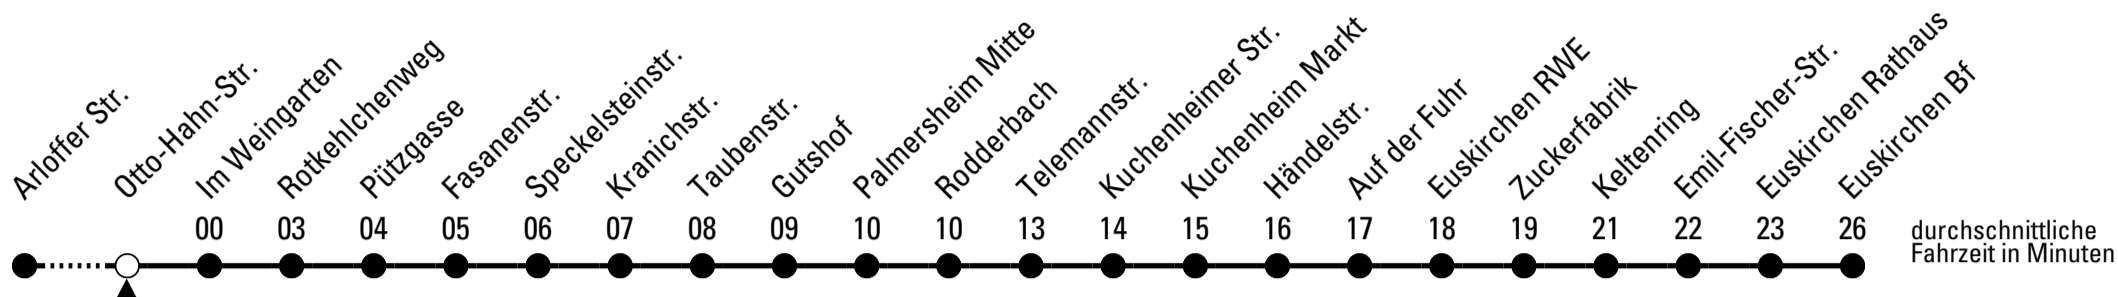 Arloffer Str.
Otto-Hahn-Str.
Im Weingarten
Rotkehlchenweg
Pützgasse
Fasanenstr.
Speckelsteinstr.
Kranichstr.
Taubenstr.
Gutshof
Palmersheim Mitte
Rodderbach
Telemannstr.
Kuchenheimer Str.
Kuchenheim Markt
Händelstr.
Auf der Fuhr
Euskirchen RWE
Zuckerfabrik
Keltenring
Emil-Fischer-Str.
Euskirchen Rathaus
Euskirchen Bf
00 03 04 05 06 07 08 09 10 10 13 14 15 16 17 18 19 21 22 23 26
durchschnittliche
Fahrzeit in Minuten